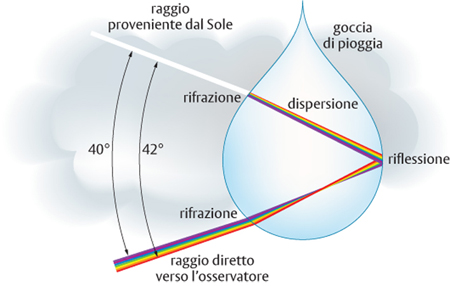 raggio
proveniente dal Sole
goccia
di pioggia
rifrazione
dispersione
40°
42°
riflessione
rifrazione
raggio diretto
verso l'osservatore